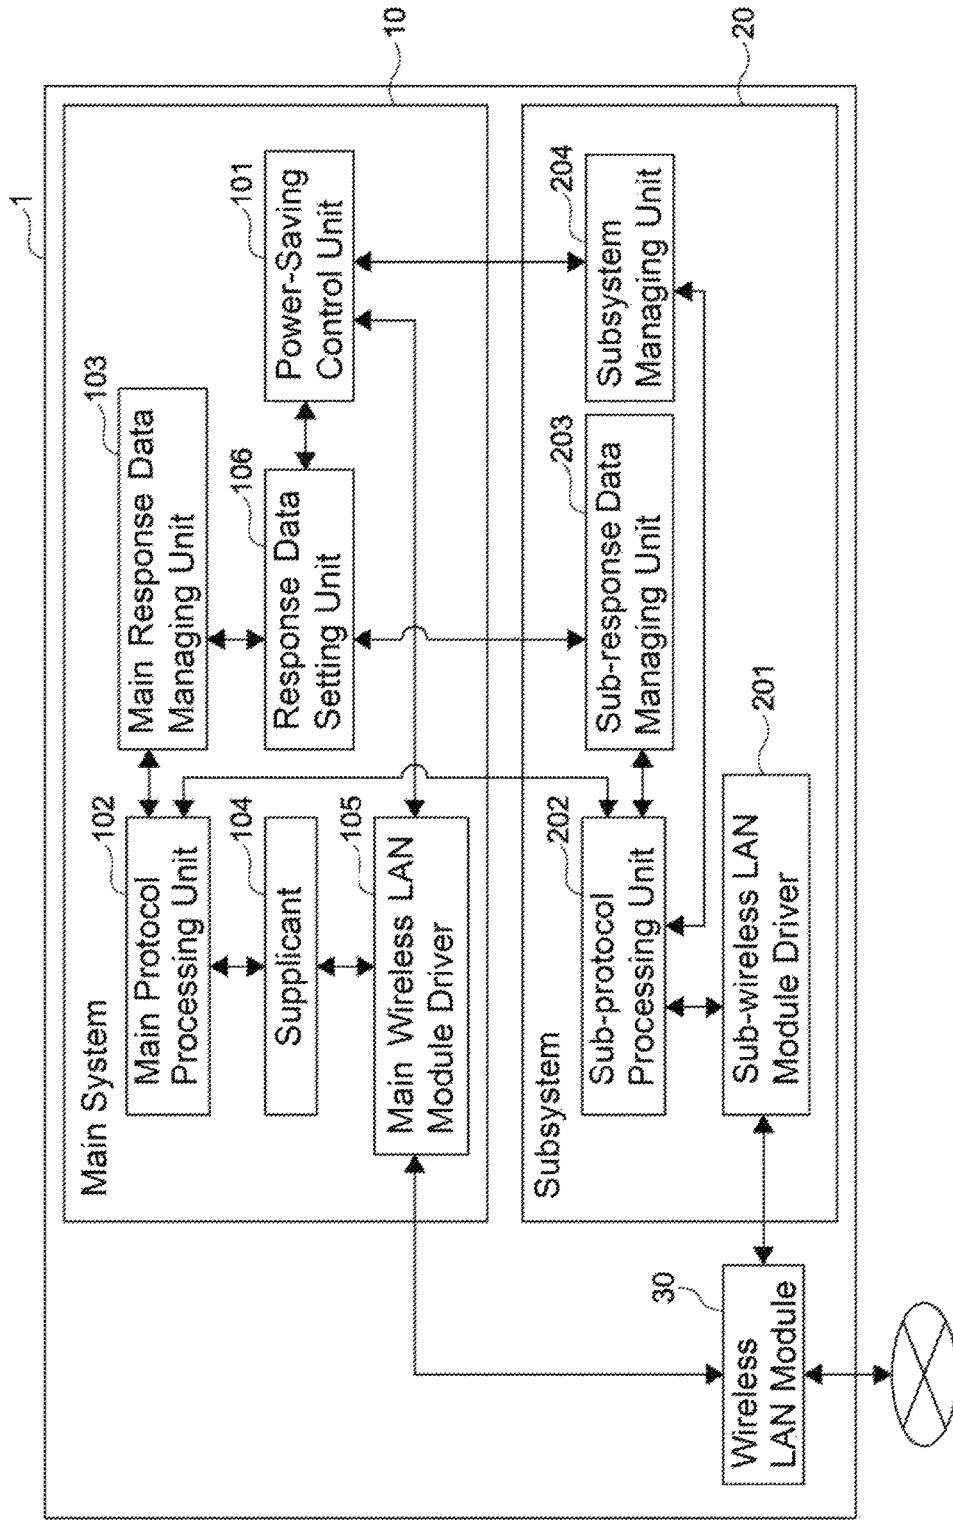 1
10
Main System
102
Main Protocol
Processing Unit
103
Main Response Data
Managing Unit
104
Supplicant
106
Response Data
Setting Unit
101
Power-Saving
Control Unit
105
Main Wireless LAN
Module Driver
20
Subsystem
202
Sub-protocol
Processing Unit
203
Sub-response Data
Managing Unit
204
Subsystem
Managing Unit
201
Sub-wireless LAN
Module Driver
30
Wireless
LAN Module